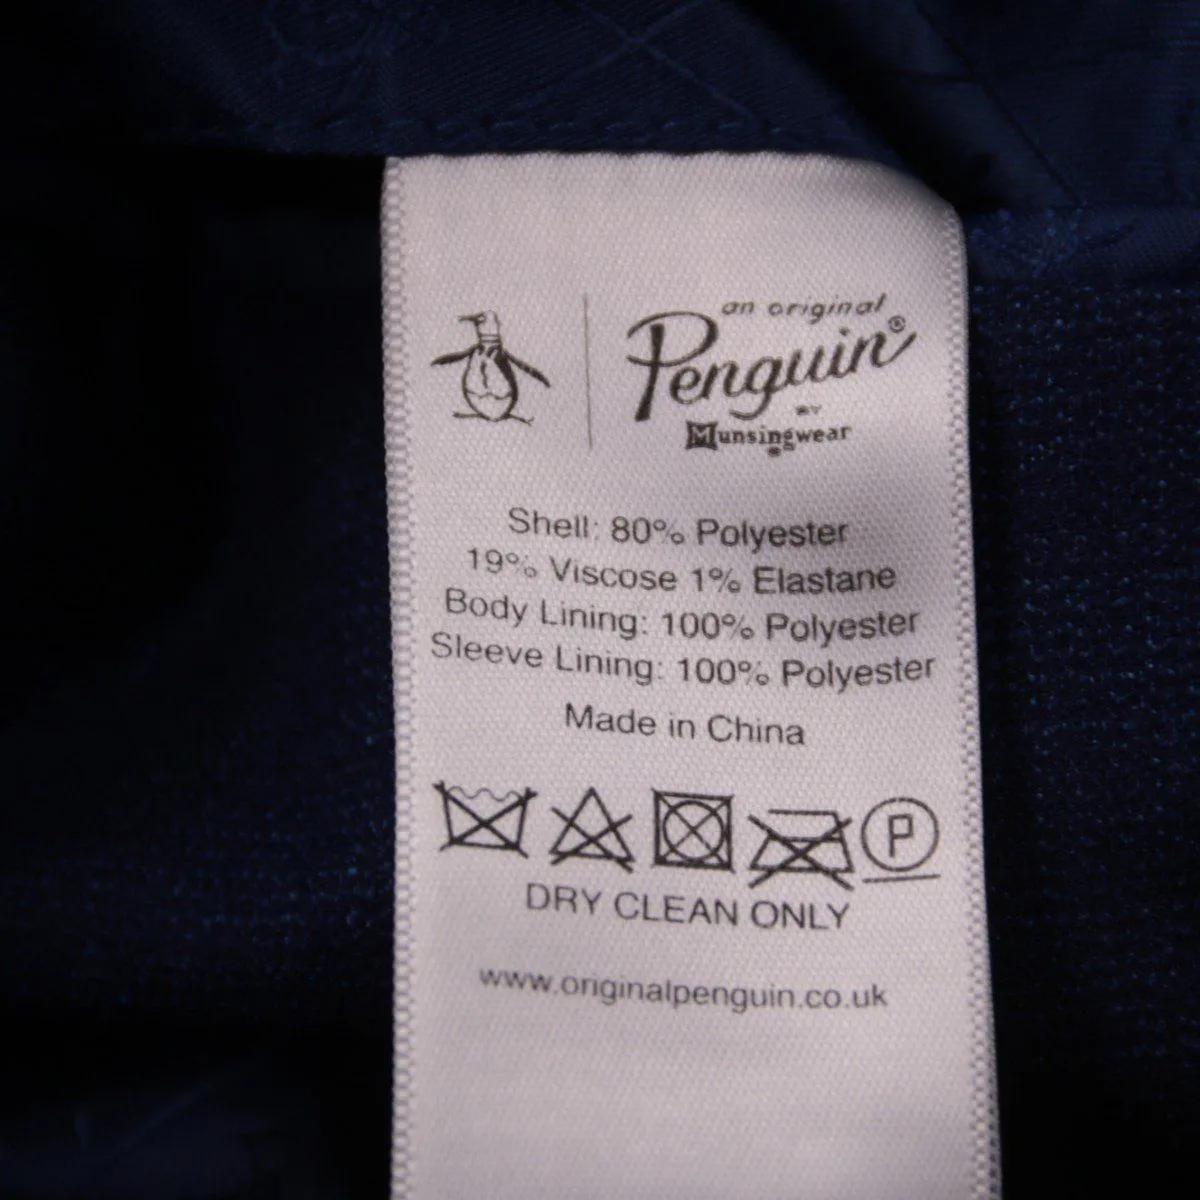 an original
Penguin®
BY
Munsingwear®
Shell: 80% Polyester
19% Viscose 1% Elastane
Body Lining: 100% Polyester
Sleeve Lining: 100% Polyester
Made in China
P
DRY CLEAN ONLY
www.originalpenguin.co.uk